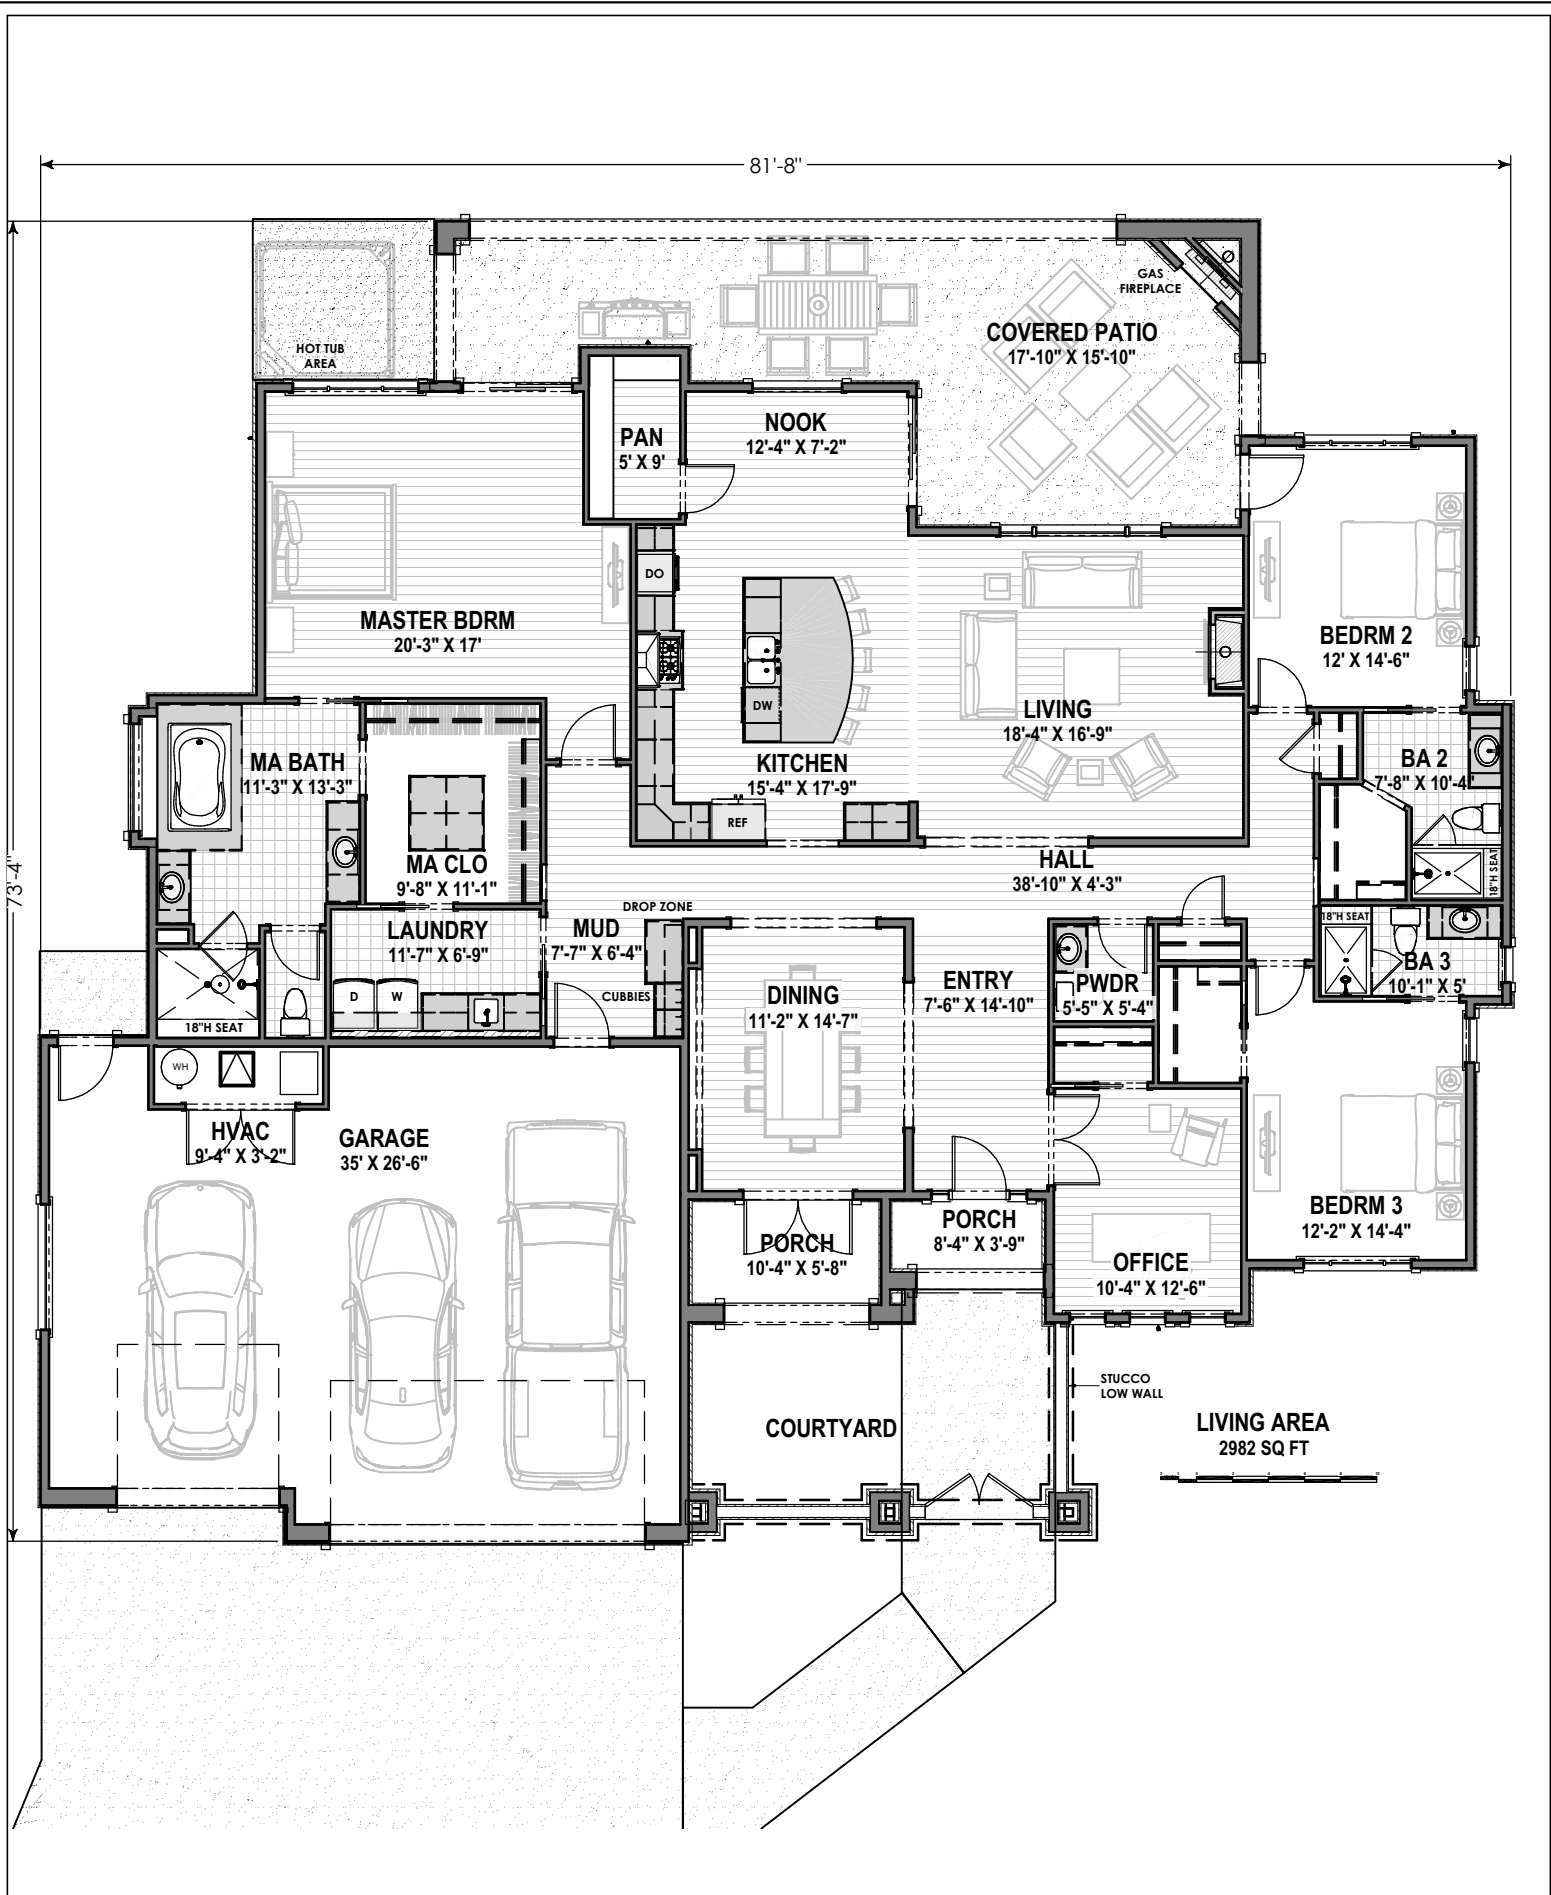 81'-8"
73'-4"
HOT TUB
AREA
GAS
FIREPLACE
COVERED PATIO
17'-10" X 15'-10"
PAN
5' X 9'
NOOK
12'-4" X 7'-2"
DO
MASTER BDRM
20'-3" X 17'
BEDRM 2
12' X 14'-6"
DW
LIVING
18'-4" X 16'-9"
MA BATH
11'-3" X 13'-3"
KITCHEN
15'-4" X 17'-9"
BA 2
7'-8" X 10'-4"
REF
MA CLO
9'-8" X 11'-1"
HALL
38'-10" X 4'-3"
18"H SEAT
DROP ZONE
18"H SEAT
LAUNDRY
11'-7" X 6'-9"
MUD
7'-7" X 6'-4"
BA 3
10'-1" X 5'
D
W
CUBBIES
DINING
11'-2" X 14'-7"
ENTRY
7'-6" X 14'-10"
PWDR
5'-5" X 5'-4"
18"H SEAT
WH
HVAC
9'-4" X 3'-2"
GARAGE
35' X 26'-6"
BEDRM 3
12'-2" X 14'-4"
PORCH
10'-4" X 5'-8"
PORCH
8'-4" X 3'-9"
OFFICE
10'-4" X 12'-6"
STUCCO
LOW WALL
COURTYARD
LIVING AREA
2982 SQ FT